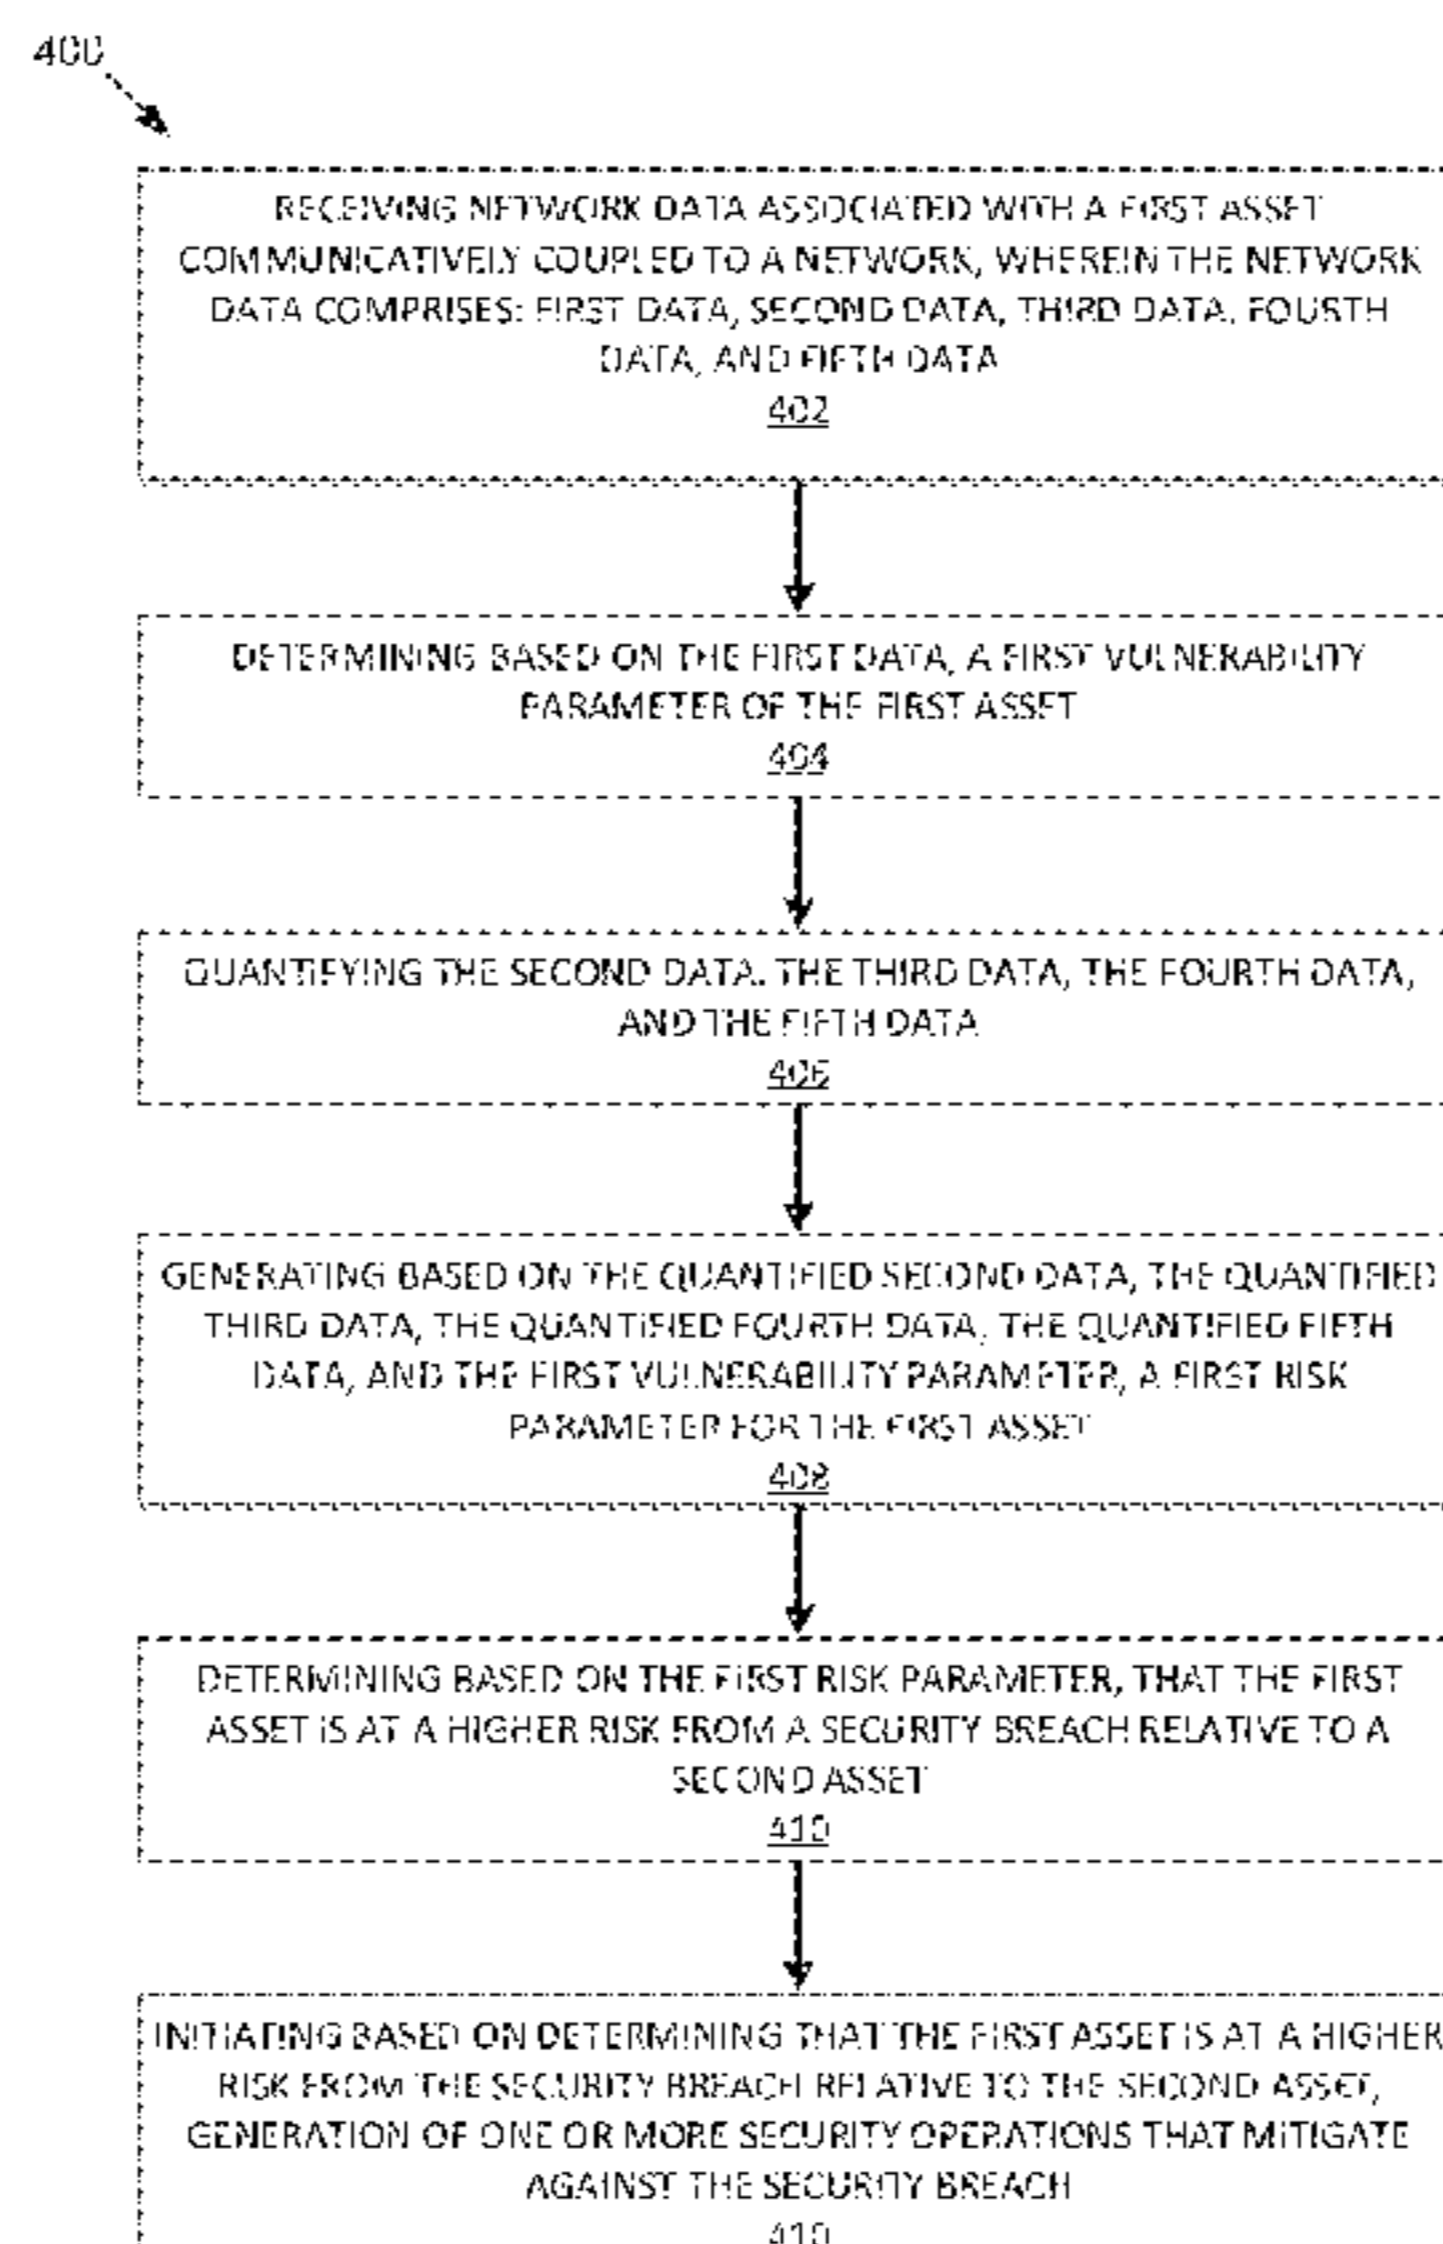 400
RECEIVING NETWORK DATA ASSOCIATED WITH A FIRST ASSET
COMMUNICATIVELY COUPLED TO A NETWORK, WHEREIN THE NETWORK
DATA COMPRISES: FIRST DATA, SECOND DATA, THIRD DATA, FOURTH
DATA, AND FIFTH DATA
402
DETERMINING BASED ON THE FIRST DATA, A FIRST VULNERABILITY
PARAMETER OF THE FIRST ASSET
404
QUANTIFYING THE SECOND DATA, THE THIRD DATA, THE FOURTH DATA,
AND THE FIFTH DATA
406
GENERATING BASED ON THE QUANTIFIED SECOND DATA, THE QUANTIFIED
THIRD DATA, THE QUANTIFIED FOURTH DATA, THE QUANTIFIED FIFTH
DATA, AND THE FIRST VULNERABILITY PARAMETER, A FIRST RISK
PARAMETER FOR THE FIRST ASSET
408
DETERMINING BASED ON THE FIRST RISK PARAMETER, THAT THE FIRST
ASSET IS AT A HIGHER RISK FROM A SECURITY BREACH RELATIVE TO A
SECOND ASSET
410
INITIATING BASED ON DETERMINING THAT THE FIRST ASSET IS AT A HIGHER
RISK FROM THE SECURITY BREACH RELATIVE TO THE SECOND ASSET,
GENERATION OF ONE OR MORE SECURITY OPERATIONS THAT MITIGATE
AGAINST THE SECURITY BREACH
410